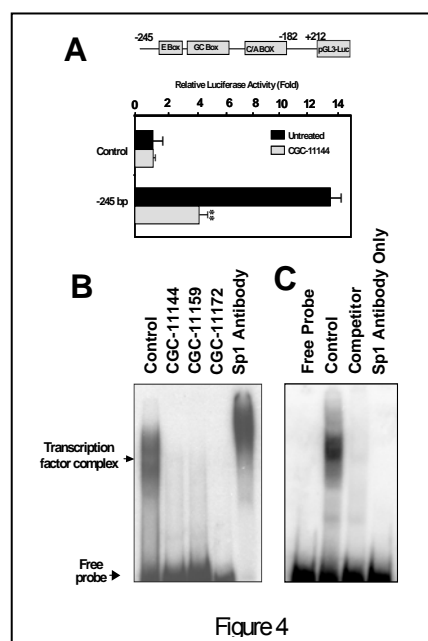 A
-245
-182
+212
E Box
GC Box
C/A BOX
pGL3-Luc
Relative Luciferase Activity (Fold)
0 2 4 6 8 10 12 14
Control
Untreated
CGC-11144
-245 bp
**
B
Control
CGC-11144
CGC-11159
CGC-11172
Sp1 Antibody
Transcription
factor complex
Free
probe
C
Free Probe
Control
Competitor
Sp1 Antibody Only
Figure 4